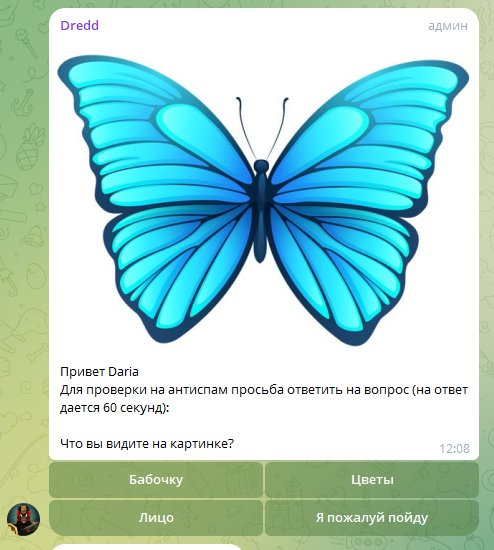 Dredd админ
Привет Daria
Для проверки на антиспам просьба ответить на вопрос (на ответ
дается 60 секунд):
Что вы видите на картинке?
12:08
Бабочку Цветы
Лицо Я пожалуй пойду